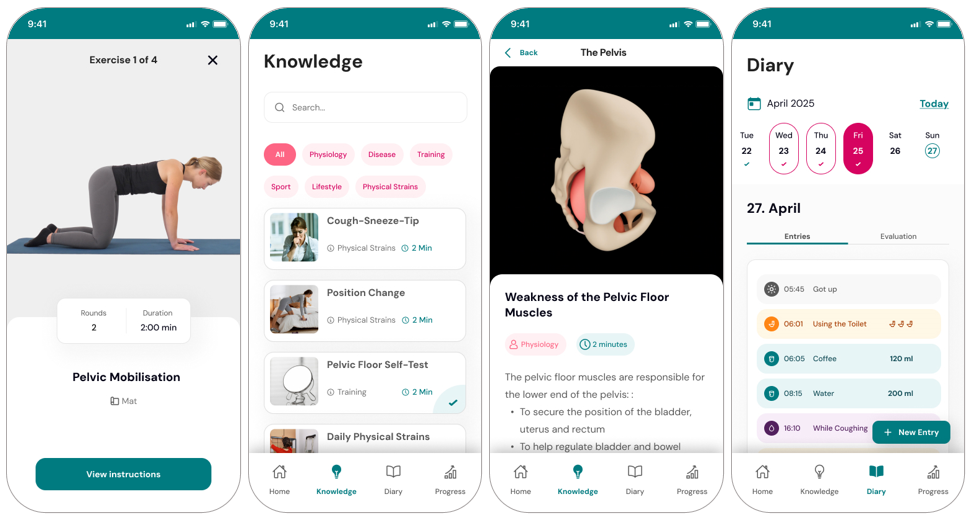 9:41
Exercise 1 of 4
Rounds
2
Duration
2:00 min
Pelvic Mobilisation
Mat
View instructions
9:41
Knowledge
Search...
All
Physiology
Disease
Training
Sport
Lifestyle
Physical Strains
Cough-Sneeze-Tip
Physical Strains
2 Min
Position Change
Physical Strains
2 Min
Pelvic Floor Self-Test
Training
2 Min
Daily Physical Strains
Home
Knowledge
Diary
Progress
9:41
Back
The Pelvis
Weakness of the Pelvic Floor
Muscles
Physiology
2 minutes
The pelvic floor muscles are responsible for
the lower end of the pelvis: :
• To secure the position of the bladder,
uterus and rectum
• To help regulate bladder and bowel
Home
Knowledge
Diary
Progress
9:41
Diary
April 2025
Today
Tue
22
Wed
23
Thu
24
Fri
25
Sat
26
Sun
27
27. April
Entries
Evaluation
05:45 Got up
06:01 Using the Toilet
06:05 Coffee 120 ml
08:15 Water 200 ml
16:10 While Coughing
+ New Entry
Home
Knowledge
Diary
Progress